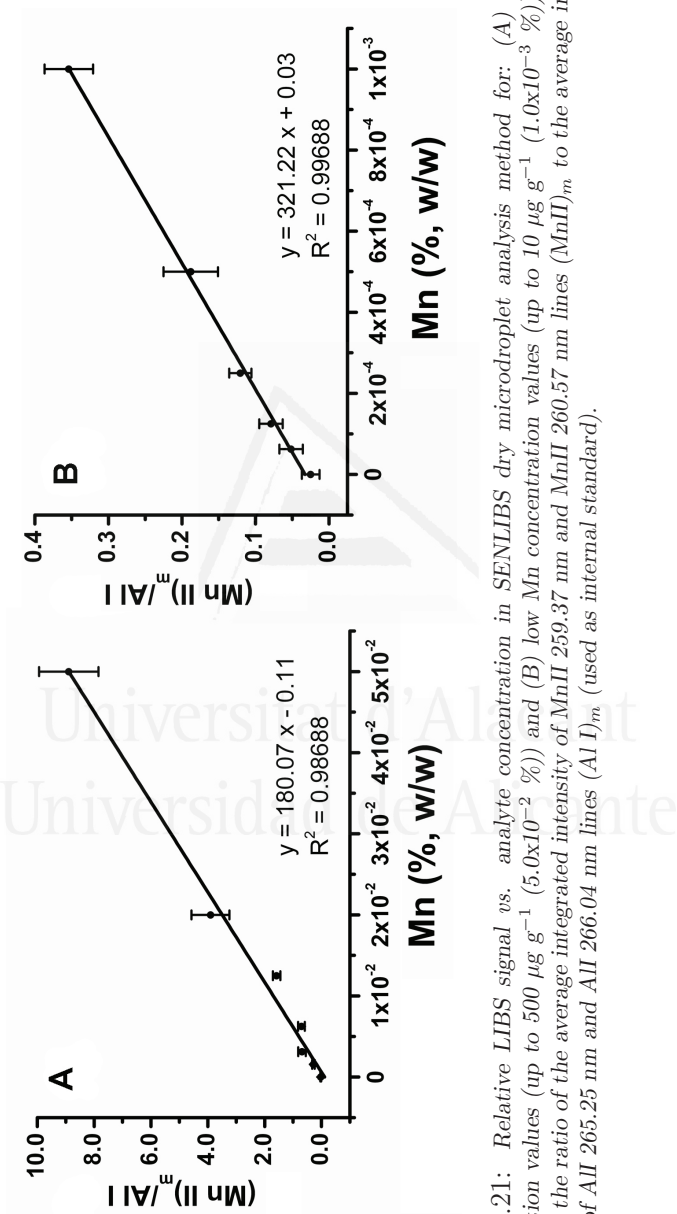 A
10.0
8.0
6.0
4.0
2.0
0.0
(Mn II)m/Al I
y = 180.07 x - 0.11
R² = 0.98688
0 1x10⁻² 2x10⁻² 3x10⁻² 4x10⁻² 5x10⁻²
Mn (%, w/w)
B
0.4
0.3
0.2
0.1
0.0
(Mn II)m/Al I
y = 321.22 x + 0.03
R² = 0.99688
0 2x10⁻⁴ 4x10⁻⁴ 6x10⁻⁴ 8x10⁻⁴ 1x10⁻³
Mn (%, w/w)
.21: Relative LIBS signal vs. analyte concentration in SENLIBS dry microdroplet analysis method for: (A)
tion values (up to 500 μg g⁻¹ (5.0x10⁻² %)) and (B) low Mn concentration values (up to 10 μg g⁻¹ (1.0x10⁻³ %))
the ratio of the average integrated intensity of MnII 259.37 nm and MnII 260.57 nm lines (MnII)m to the average in
of AlI 265.25 nm and AlI 266.04 nm lines (Al I)m (used as internal standard).
Universitat d'Alacant
Universidad de Alicante